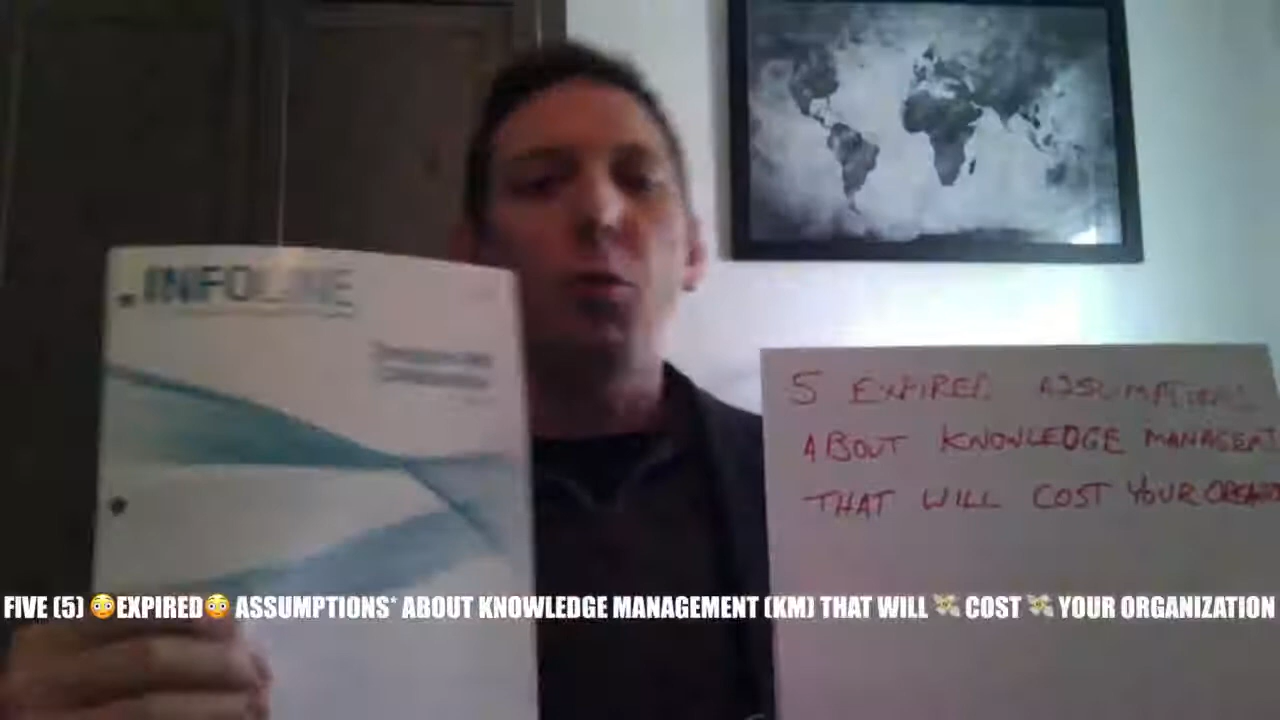 INFOLINE
5 EXPIRED ASSUMPTIONS
ABOUT KNOWLEDGE
THAT WILL COST YOUR
FIVE (5) 😳EXPIRED😳 ASSUMPTIONS* ABOUT KNOWLEDGE MANAGEMENT (KM) THAT WILL 💸 COST 💸 YOUR ORGANIZATION